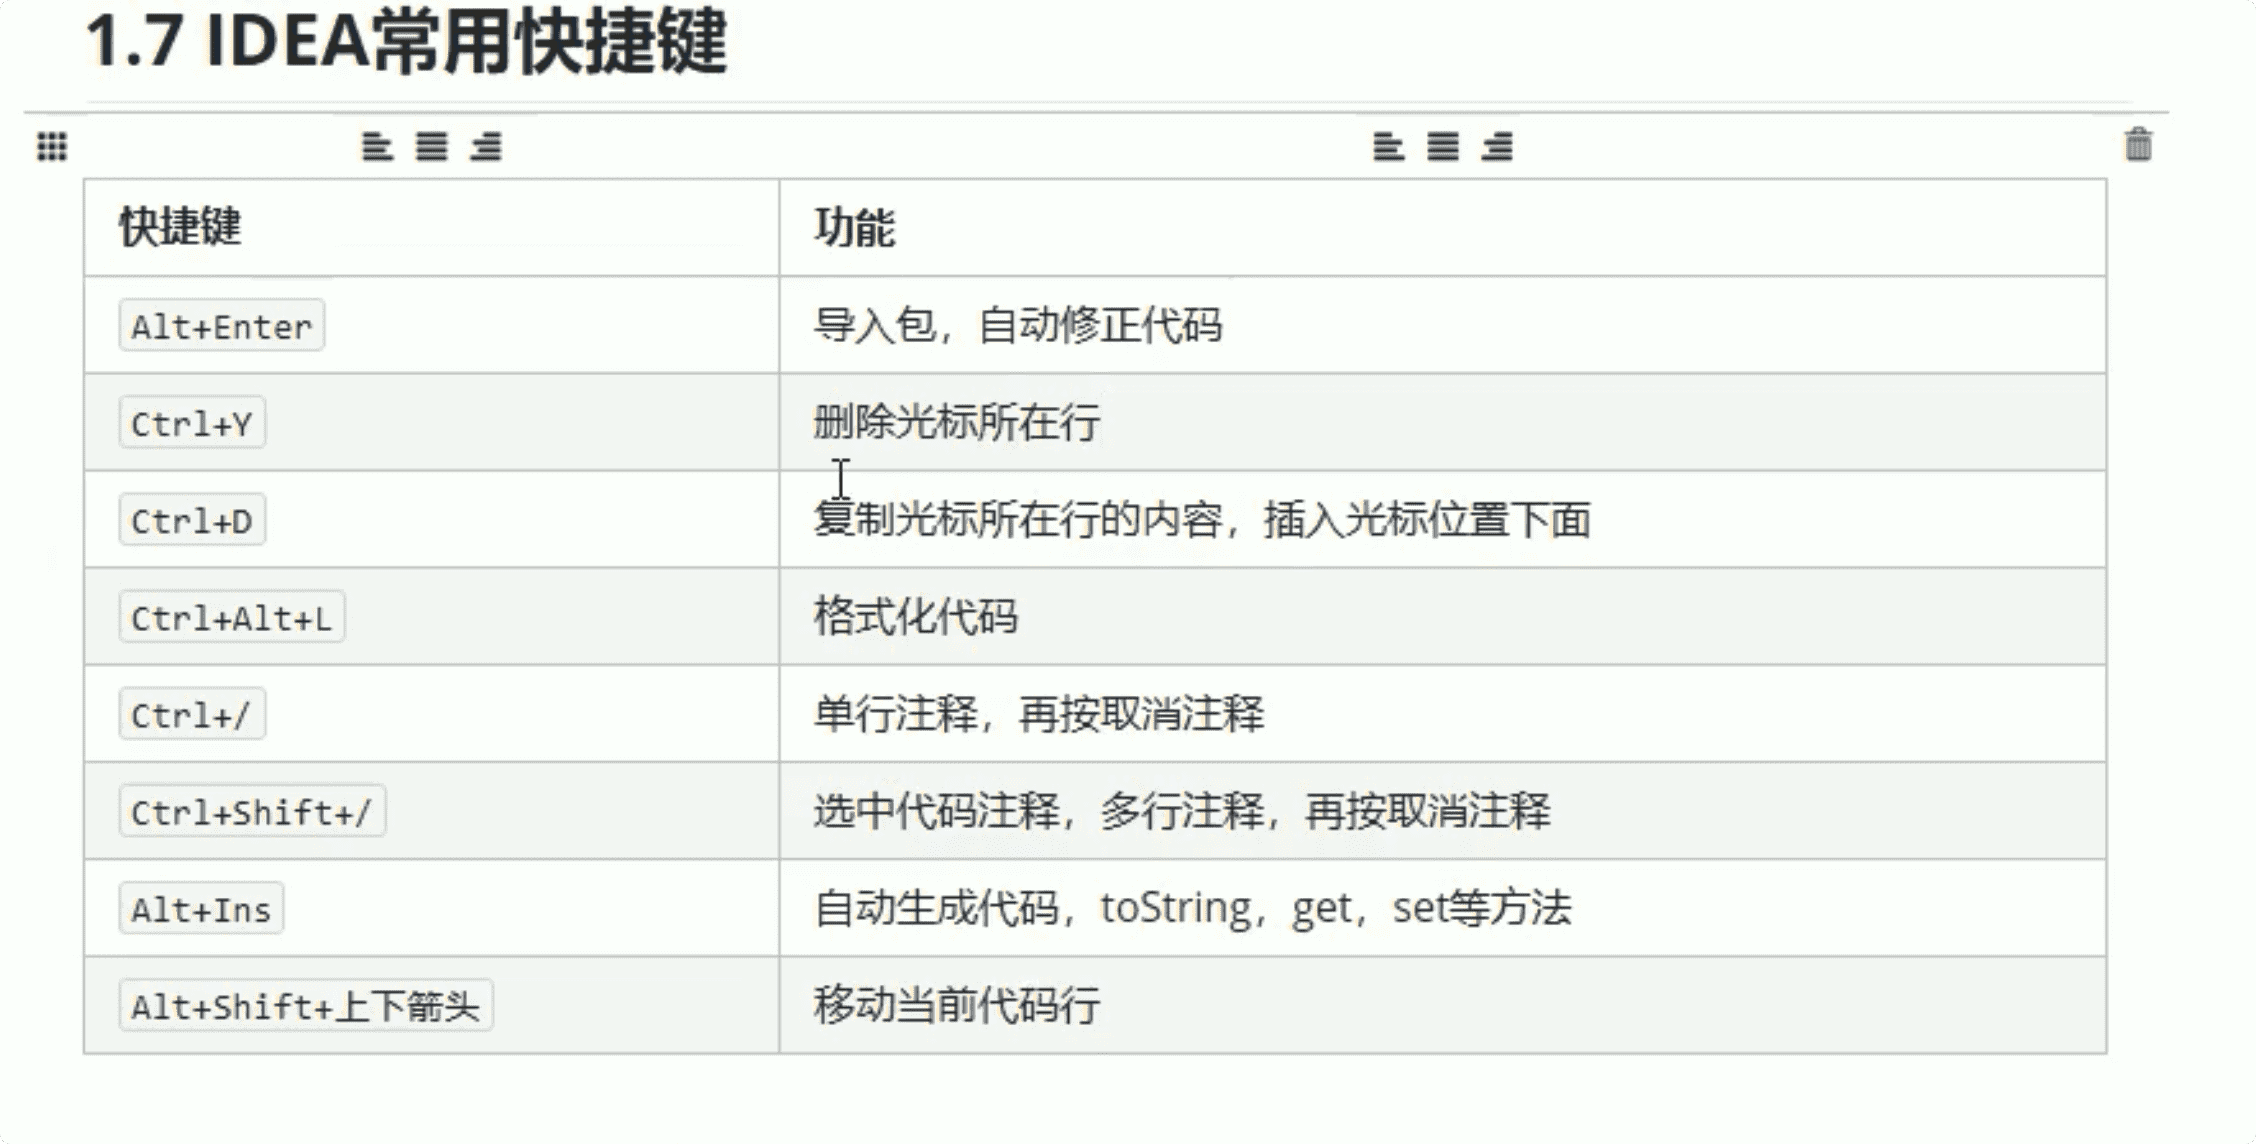 1.7 IDEA常用快捷键
快捷键 功能
Alt+Enter 导入包，自动修正代码
Ctrl+Y 删除光标所在行
Ctrl+D 复制光标所在行的内容，插入光标位置下面
Ctrl+Alt+L 格式化代码
Ctrl+/ 单行注释，再按取消注释
Ctrl+Shift+/ 选中代码注释，多行注释，再按取消注释
Alt+Ins 自动生成代码，toString，get，set等方法
Alt+Shift+上下箭头 移动当前代码行